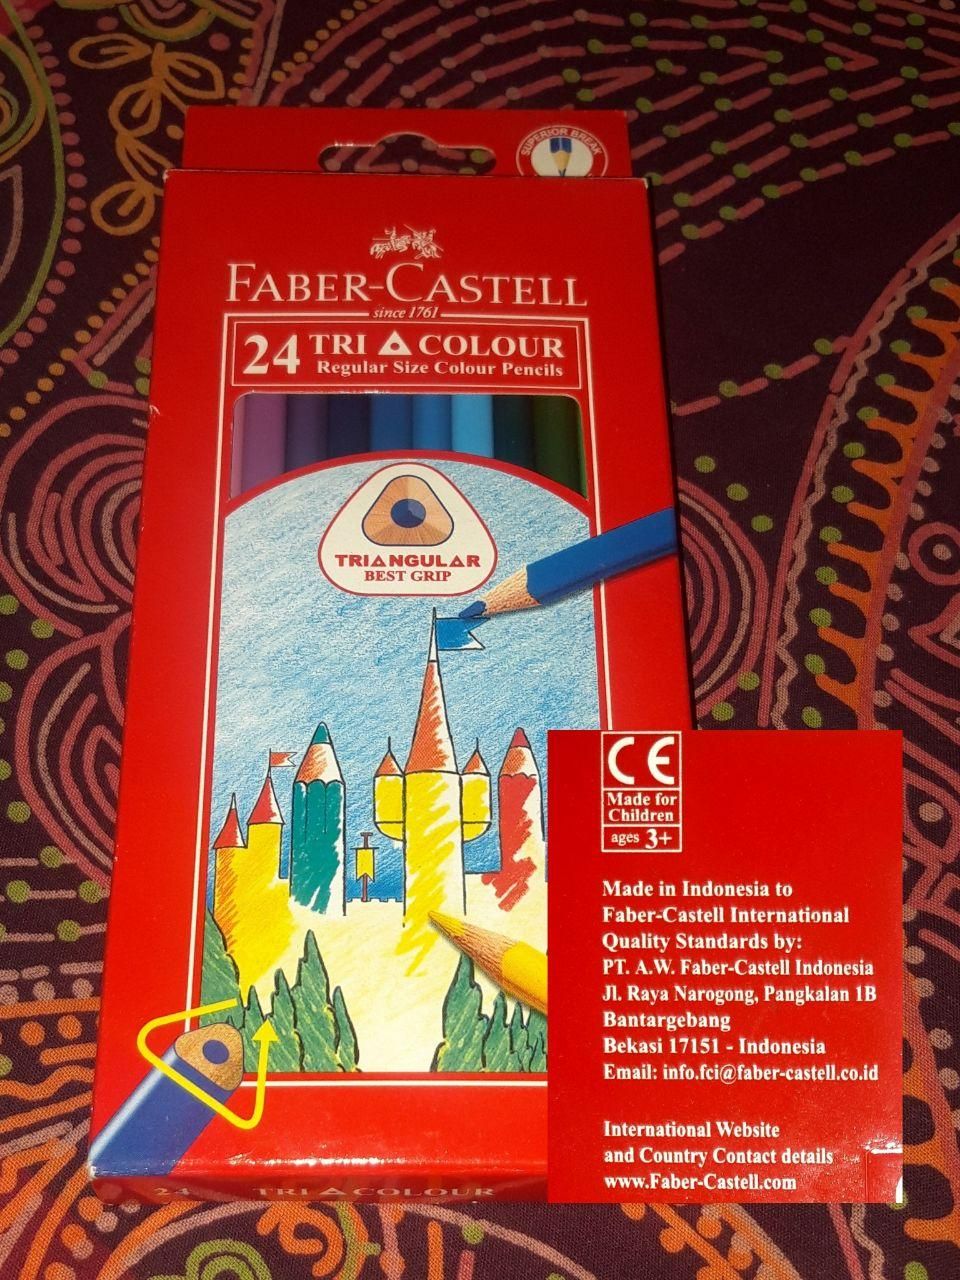 SUPERIOR BREAK
FABER-CASTELL
since 1761
24 TRI COLOUR
Regular Size Colour Pencils
TRIANGULAR
BEST GRIP
CE
Made for
Children
ages 3+
Made in Indonesia to
Faber-Castell International
Quality Standards by:
PT. A.W. Faber-Castell Indonesia
Jl. Raya Narogong, Pangkalan 1B
Bantargebang
Bekasi 17151 - Indonesia
Email: info.fci@faber-castell.co.id
International Website
and Country Contact details
www.Faber-Castell.com
24 TRI COLOUR